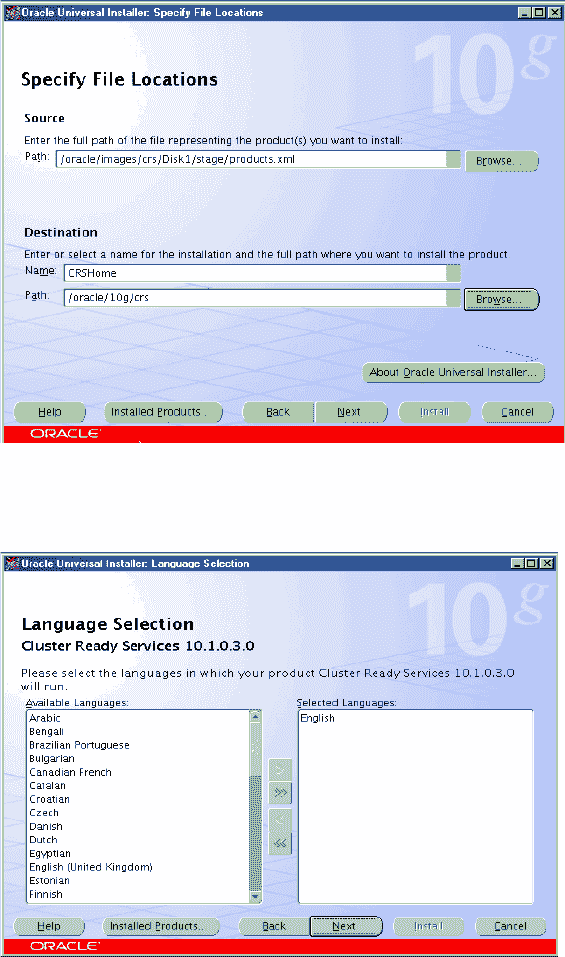 Oracle Universal Installer: Specify File Locations
10g
Specify File Locations
Source
Enter the full path of the file representing the product(s) you want to install:
Path: /oracle/images/crs/Disk1/stage/products.xml Browse...
Destination
Enter or select a name for the installation and the full path where you want to install the product
Name: CRSHome
Path: /oracle/10g/crs Browse...
About Oracle Universal Installer...
Help Installed Products... Back Next Install Cancel
ORACLE
Oracle Universal Installer: Language Selection
10g
Language Selection
Cluster Ready Services 10.1.0.3.0
Please select the languages in which your product Cluster Ready Services 10.1.0.3.0
will run.
Available Languages: Selected Languages:
Arabic English
Bengali
Brazilian Portuguese
Bulgarian
Canadian French
Catalan
Croatian
Czech
Danish
Dutch
Egyptian
English (United Kingdom)
Estonian
Finnish
> 
>>
<
<<
Help Installed Products... Back Next Install Cancel
ORACLE